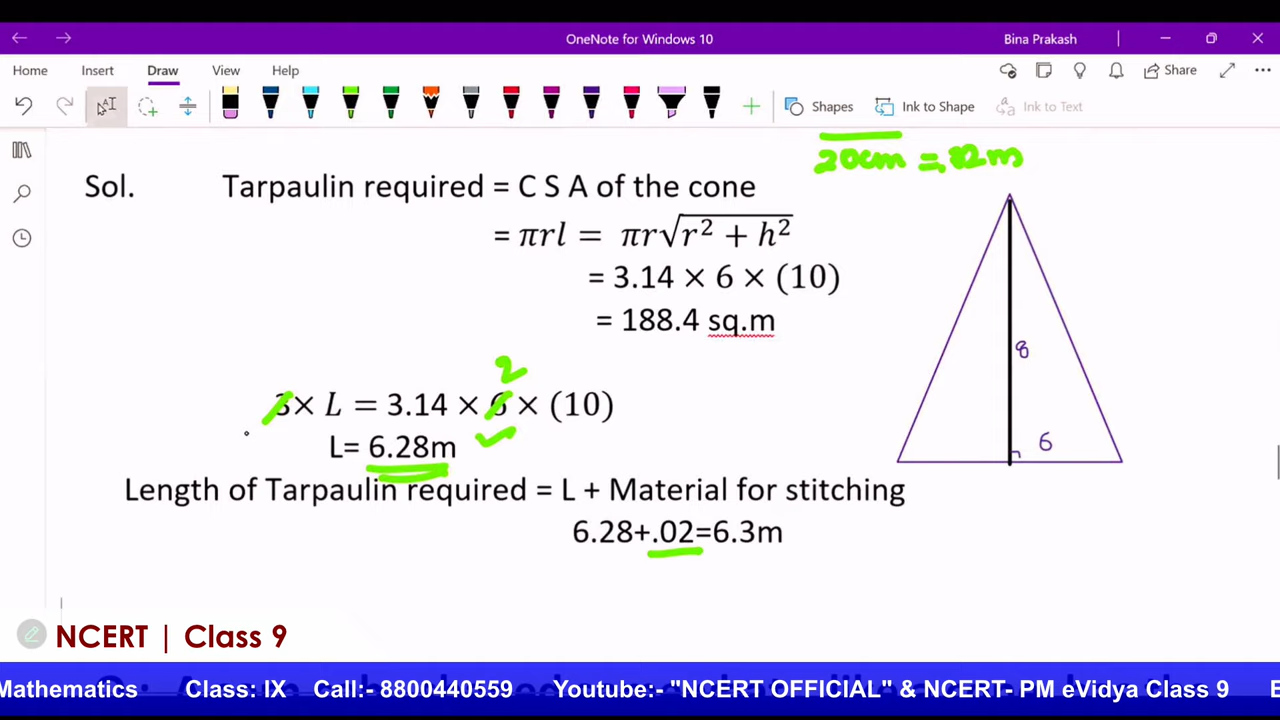 OneNote for Windows 10
Bina Prakash
Home Insert Draw View Help
Share
Shapes Ink to Shape Ink to Text
20cm = .02m
Sol. Tarpaulin required = C S A of the cone
= πrl = πr√r² + h²
= 3.14 × 6 × (10)
= 188.4 sq.m
8
2
3× L = 3.14 × 6 × (10)
L= 6.28m
6
Length of Tarpaulin required = L + Material for stitching
6.28+.02=6.3m
NCERT | Class 9
Mathematics Class: IX Call:- 8800440559 Youtube:- "NCERT OFFICIAL" & NCERT- PM eVidya Class 9 E